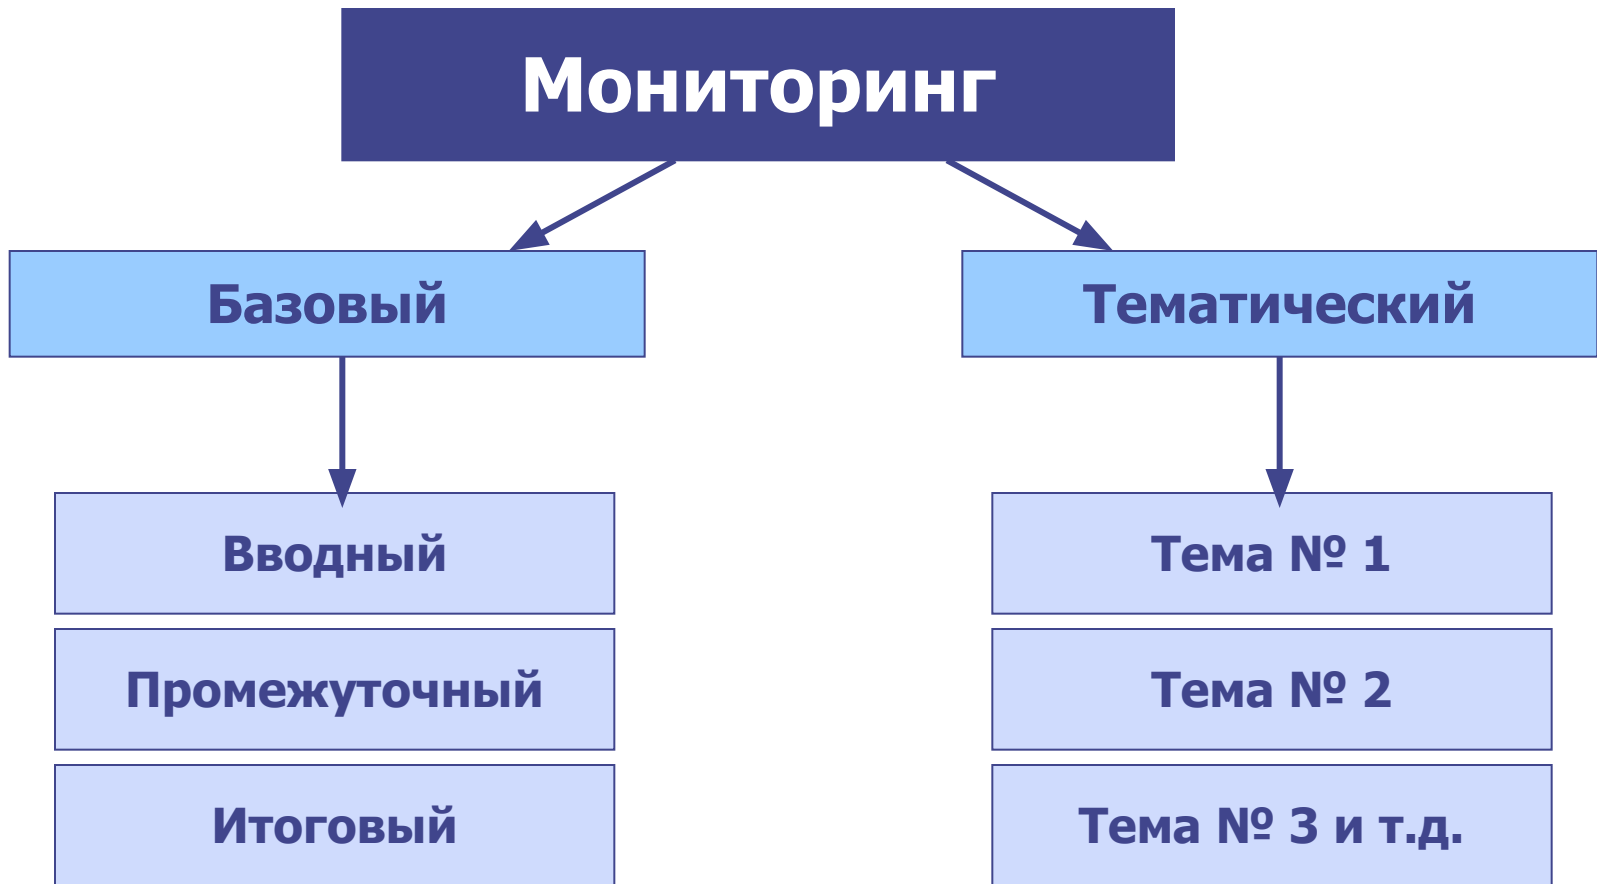 Мониторинг
Базовый
Тематический
Вводный
Промежуточный
Итоговый
Тема № 1
Тема № 2
Тема № 3 и т.д.